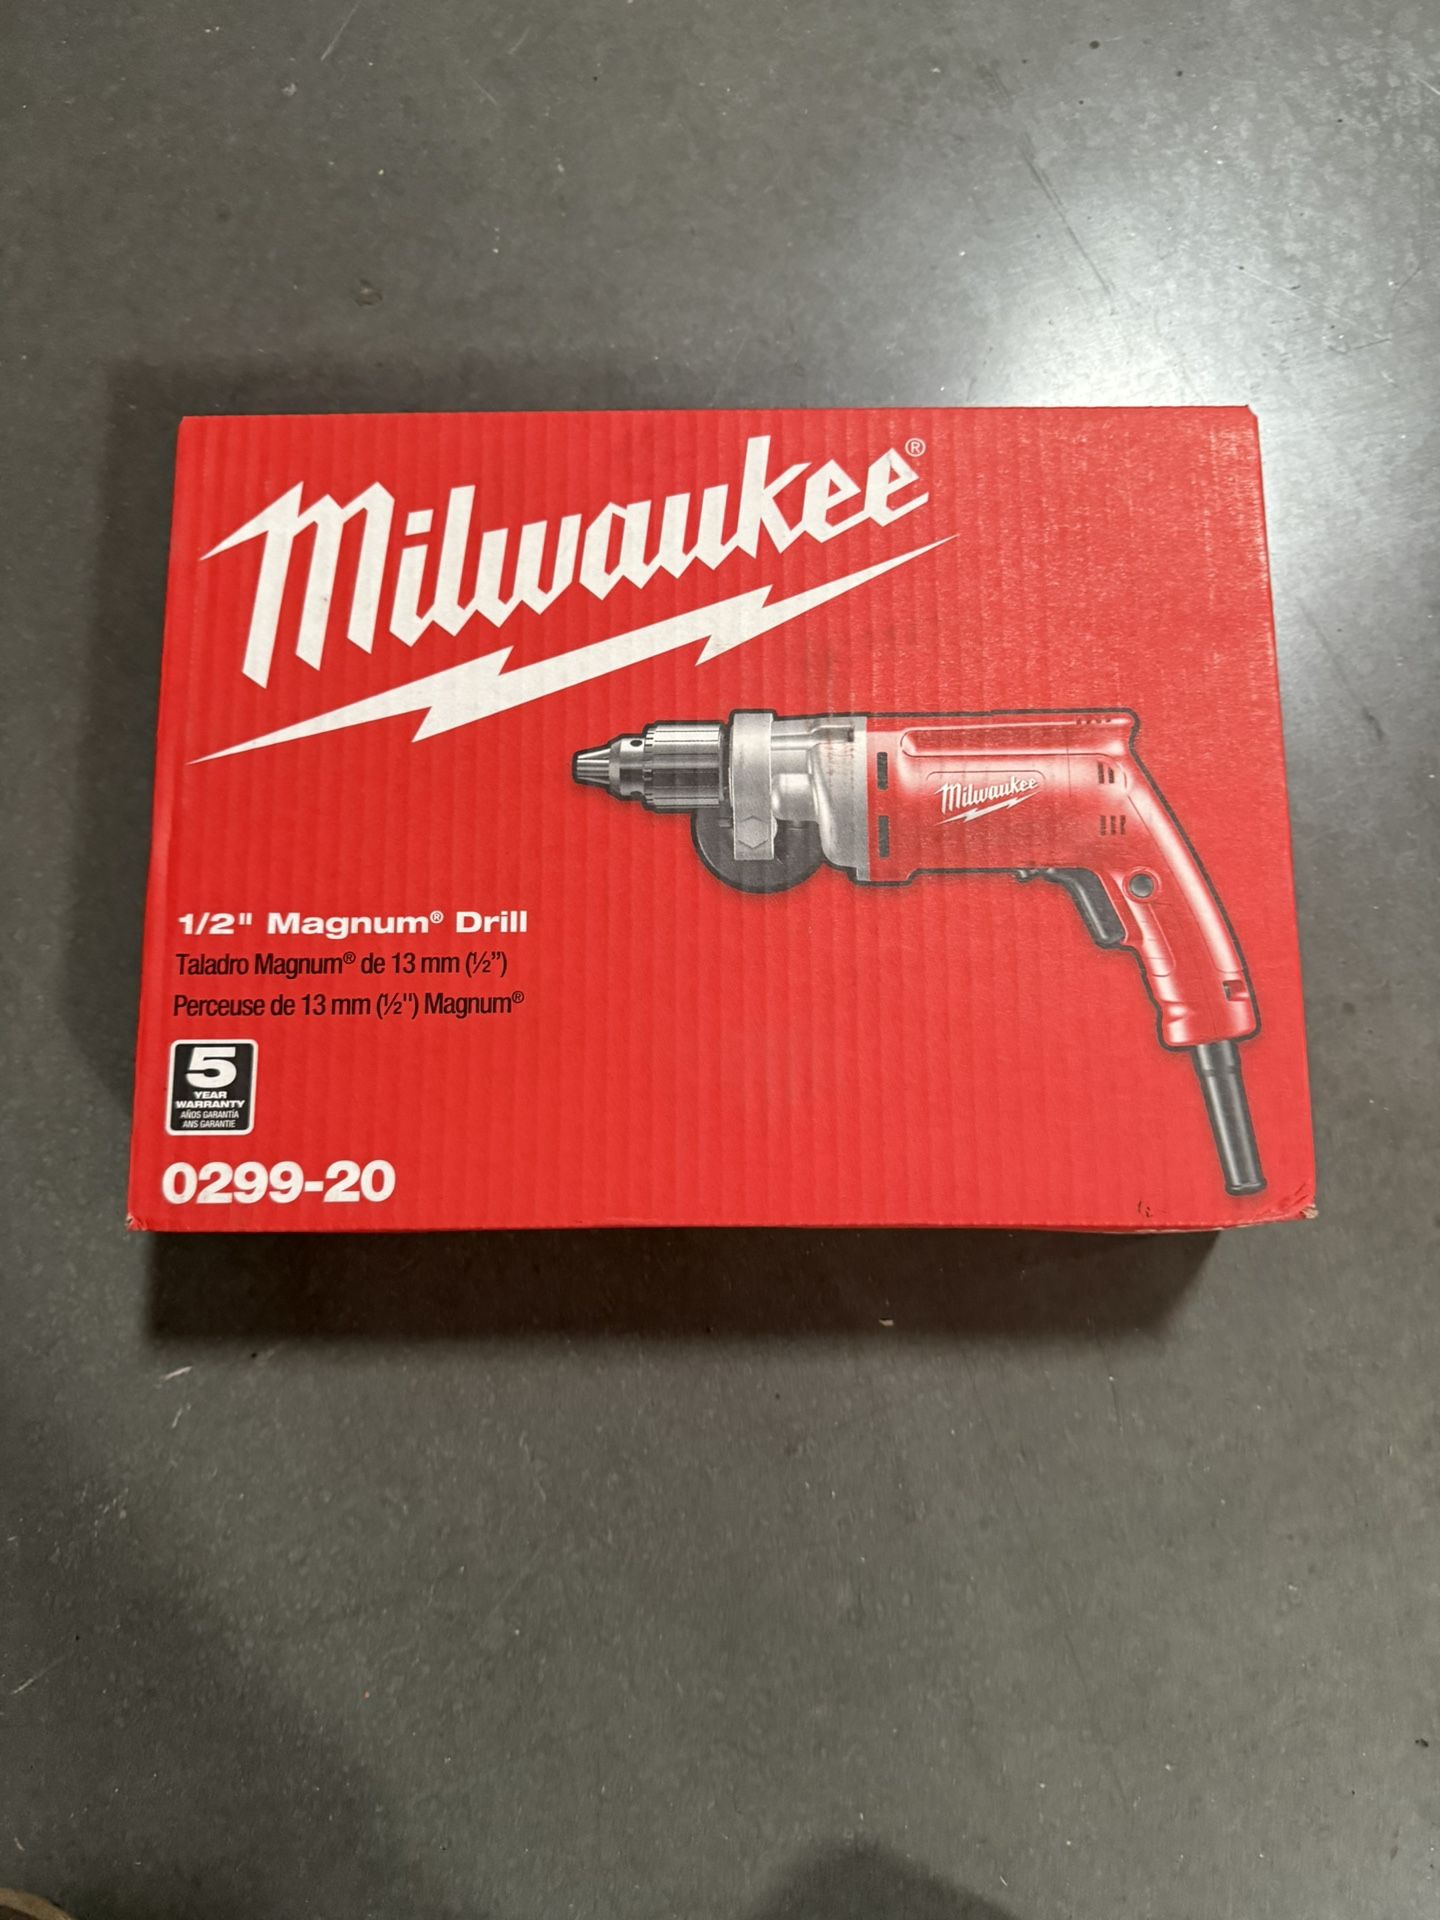 Milwaukee®
Milwaukee
1/2" Magnum® Drill
Taladro Magnum® de 13 mm (½”)
Perceuse de 13 mm (½") Magnum®
5
YEAR
WARRANTY
AÑOS GARANTÍA
ANS GARANTIE
0299-20